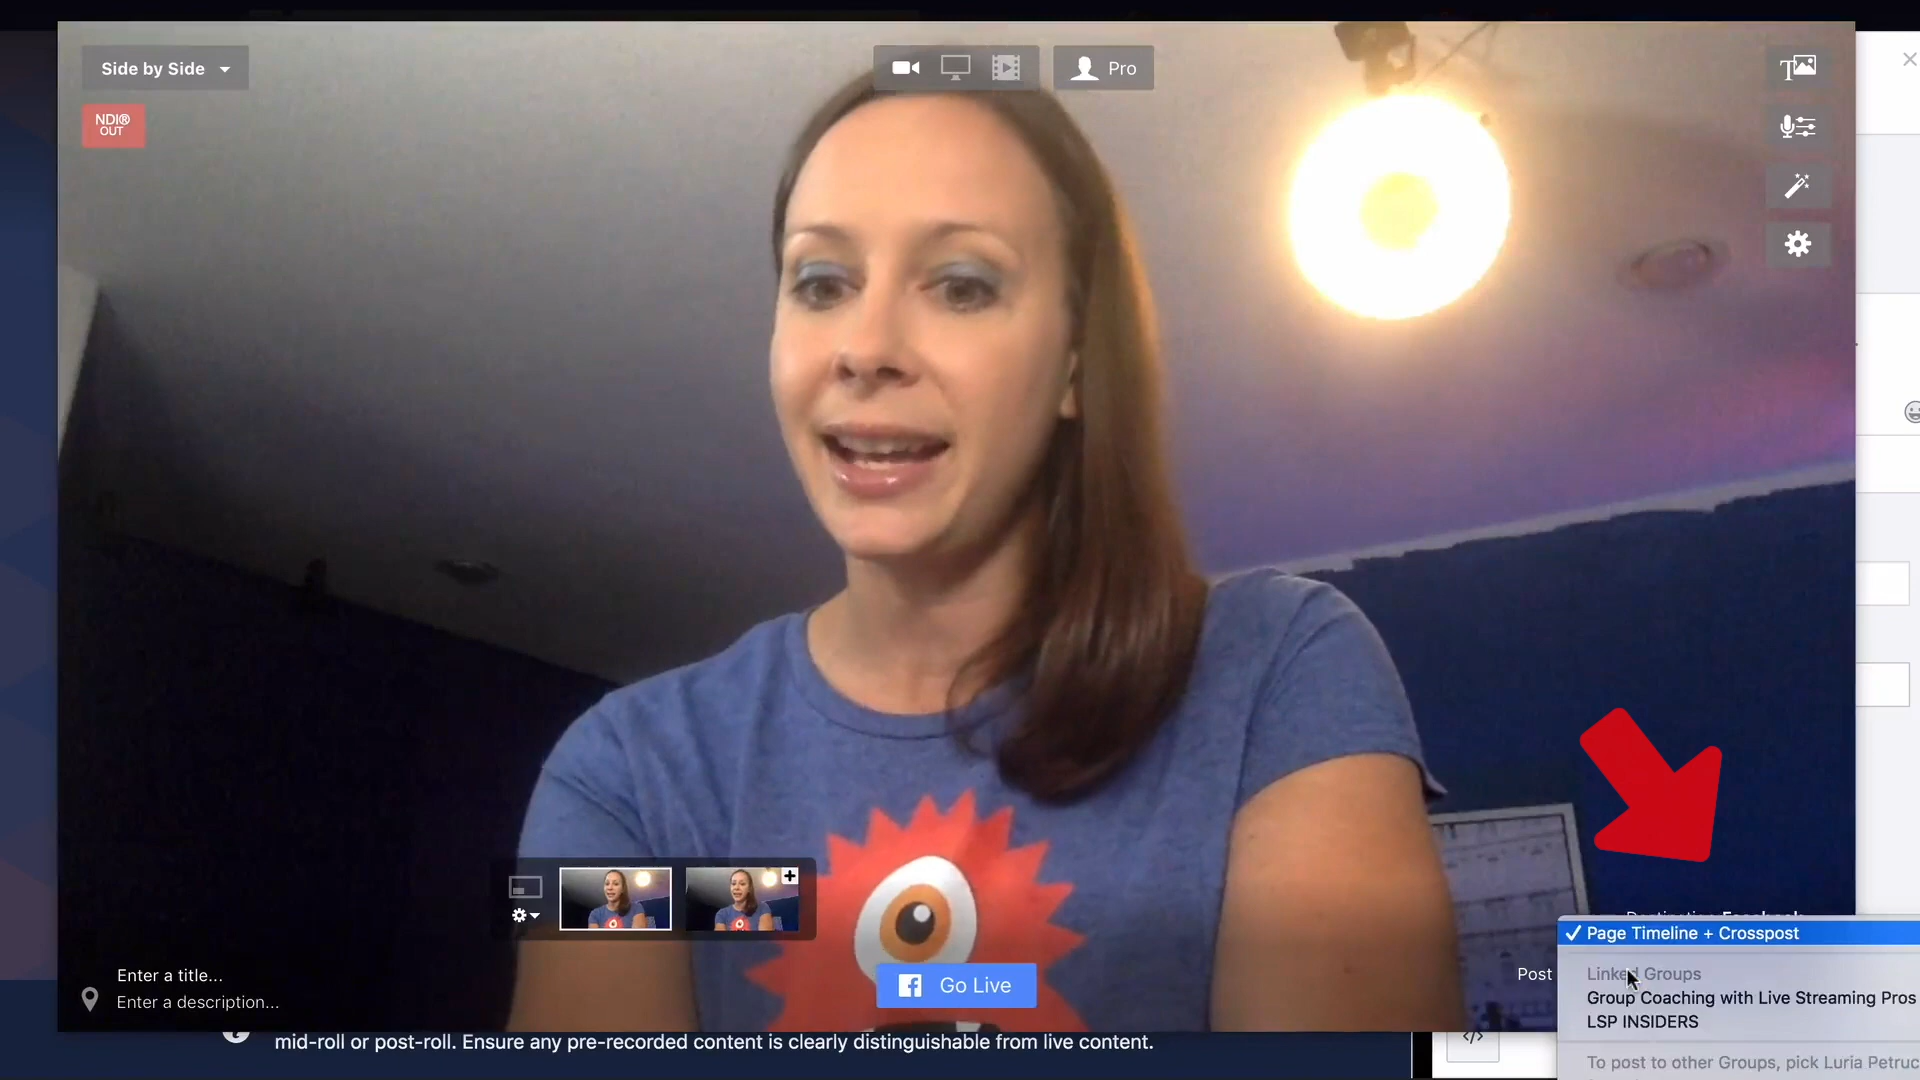 Side by Side
Pro
NDI®
OUT
Page Timeline + Crosspost
Post
Linked Groups
Enter a title...
Group Coaching with Live Streaming Pros
Enter a description...
Go Live
LSP INSIDERS
mid-roll or post-roll. Ensure any pre-recorded content is clearly distinguishable from live content.
To post to other Groups, pick Luria Petruc